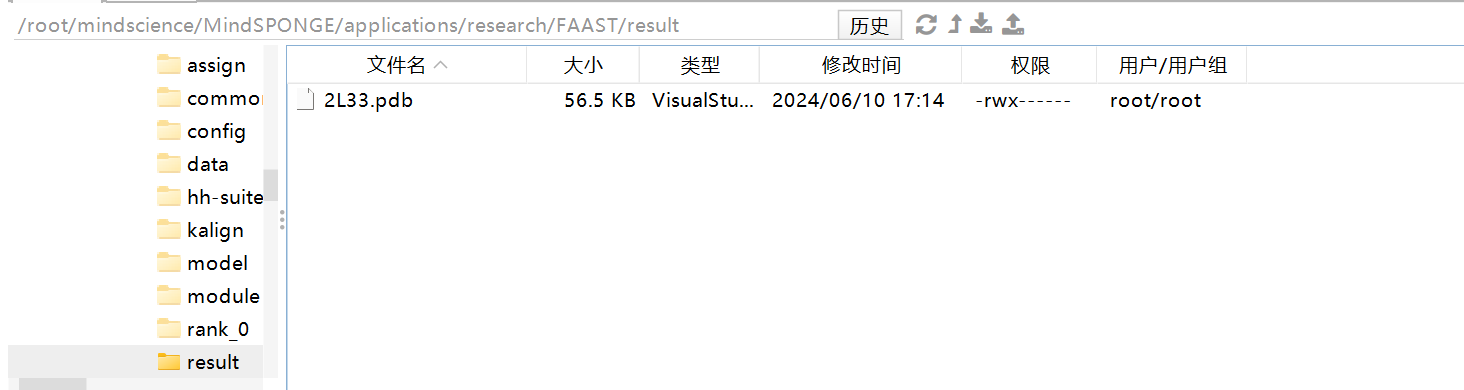 /root/mindscience/MindSPONGE/applications/research/FAAST/result 历史
文件名 大小 类型 修改时间 权限 用户/用户组
2L33.pdb 56.5 KB VisualStu... 2024/06/10 17:14 -rwx------ root/root
assign
commo
config
data
hh-suite
kalign
model
module
rank_0
result